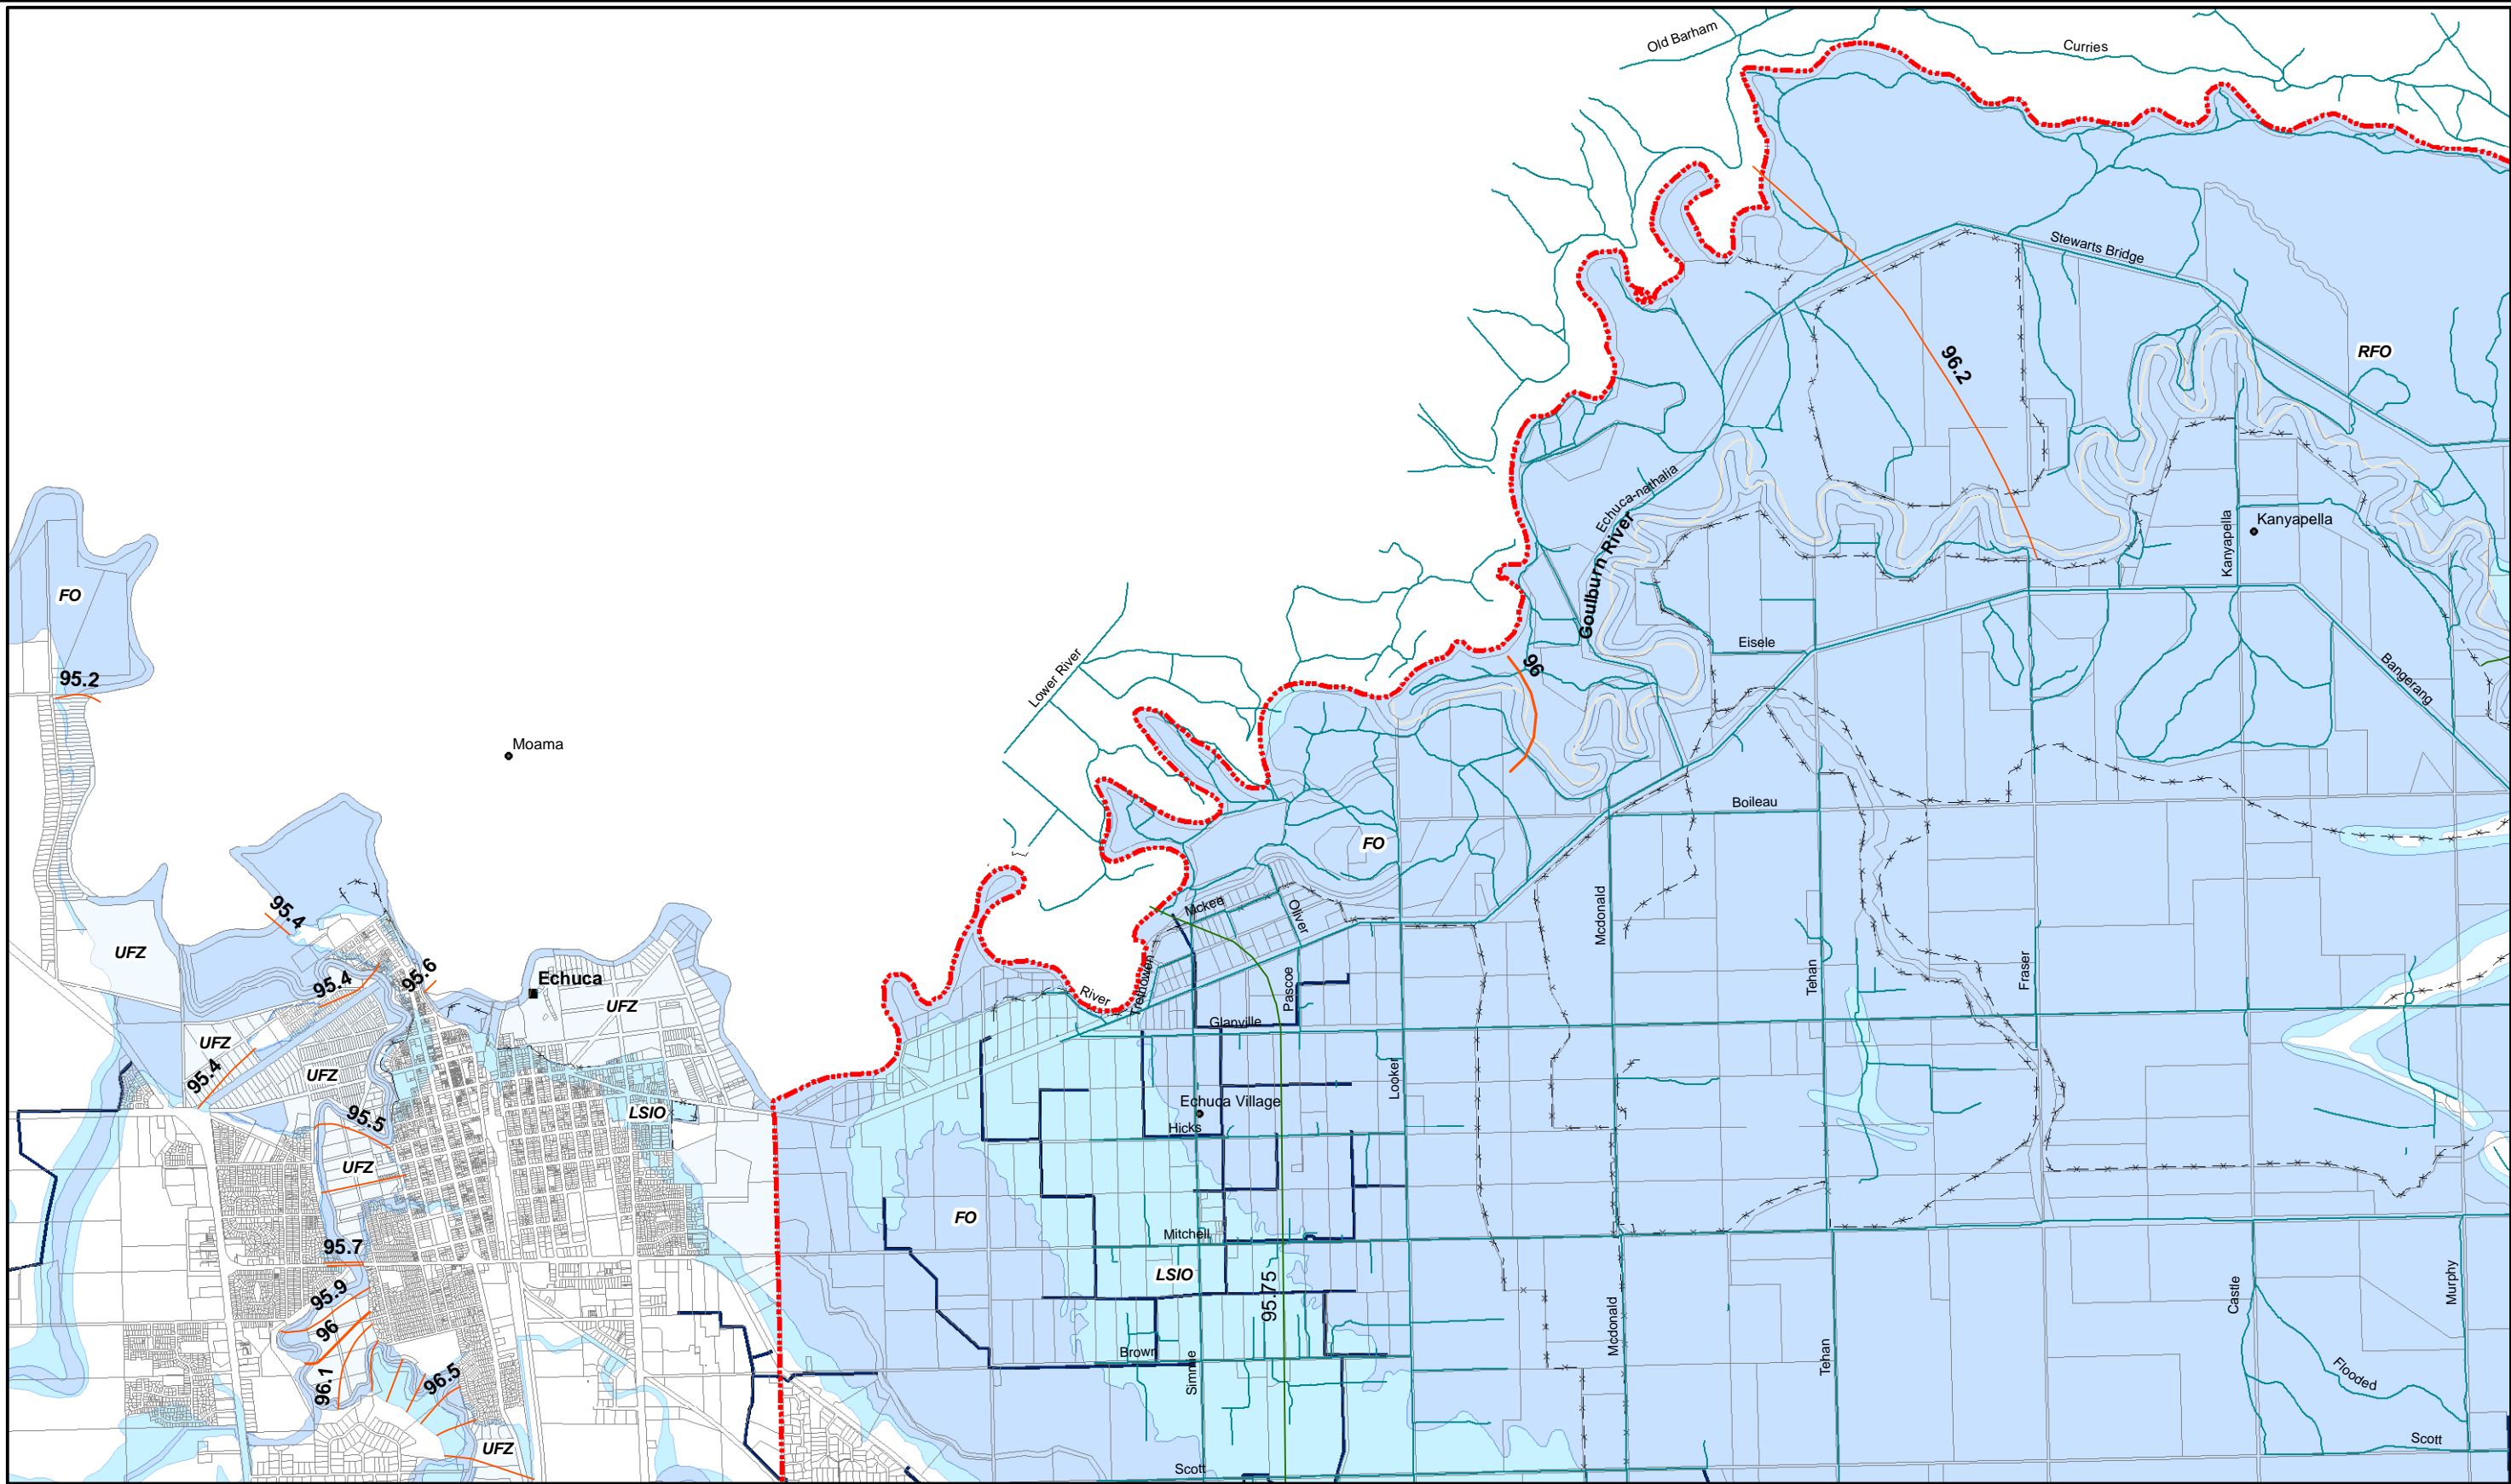 Old Barham
Curries
Stewarts Bridge
96.2
RFO
Echuca-nathalia
Goulburn River
Kanyapella
Kanyapella
FO
95.2
Lower River
96
Eisele
Bangerang
Moama
Boileau
FO
95.4
Mckee
Oliver
Mcdonald
UFZ
95.4
95.6
Echuca
UFZ
River
Trethowen
Pascoe
Tehan
Fraser
Glanville
UFZ
95.4
UFZ
95.5
LSIO
Echuca Village
Looker
Hicks
UFZ
FO
Mitchell
95.7
LSIO
95.75
95.9
96
96.1
96.5
Brown
Simmie
Mcdonald
Tehan
Castle
Murphy
Flooded
UFZ
Scott
Scott